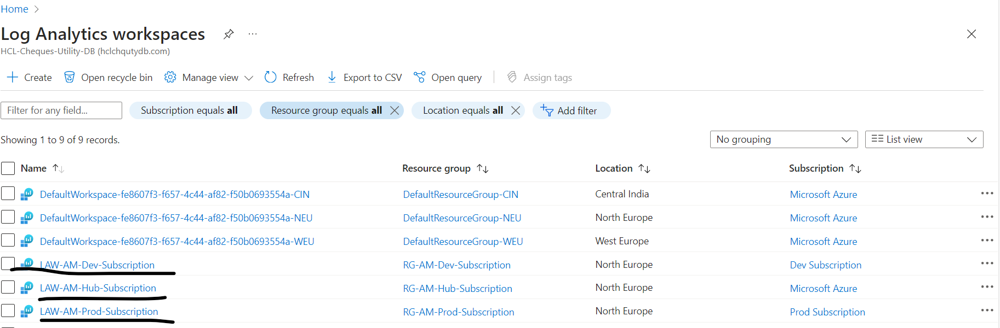 Home
Log Analytics workspaces
HCL-Cheques-Utility-DB (hclchqutydb.com)
Create Open recycle bin Manage view Refresh Export to CSV Open query Assign tags
Filter for any field... Subscription equals all Resource group equals all Location equals all Add filter
Showing 1 to 9 of 9 records. No grouping List view
Name Resource group Location Subscription
DefaultWorkspace-fe8607f3-f657-4c44-af82-f50b0693554a-CIN DefaultResourceGroup-CIN Central India Microsoft Azure
DefaultWorkspace-fe8607f3-f657-4c44-af82-f50b0693554a-NEU DefaultResourceGroup-NEU North Europe Microsoft Azure
DefaultWorkspace-fe8607f3-f657-4c44-af82-f50b0693554a-WEU DefaultResourceGroup-WEU West Europe Microsoft Azure
LAW-AM-Dev-Subscription RG-AM-Dev-Subscription North Europe Dev Subscription
LAW-AM-Hub-Subscription RG-AM-Hub-Subscription North Europe Microsoft Azure
LAW-AM-Prod-Subscription RG-AM-Prod-Subscription North Europe Prod Subscription